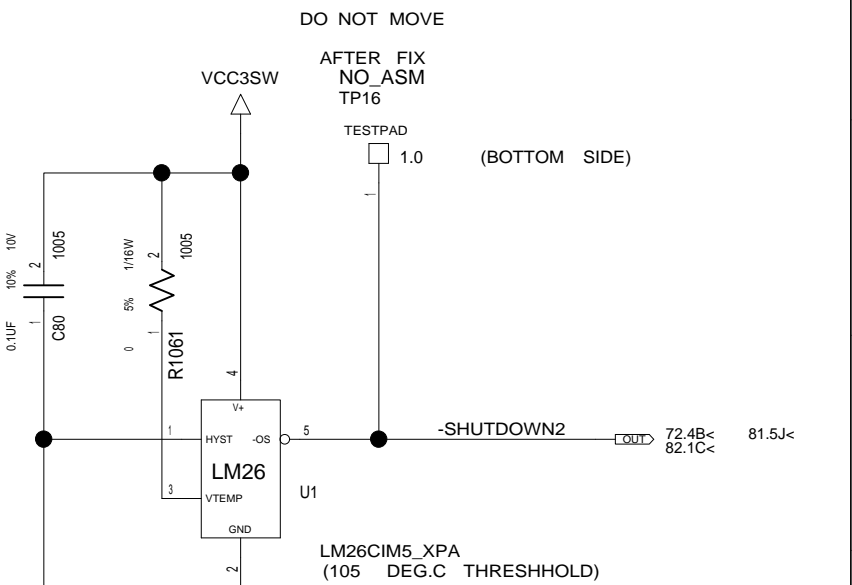 DO NOT MOVE
AFTER FIX
NO_ASM
TP16
VCC3SW
TESTPAD
1.0
(BOTTOM SIDE)
1
0.1UF 10% 10V
2
1005
1
C80
0 5% 1/16W
2
1005
1
R1061
4
V+
1
HYST
-OS
5
-SHUTDOWN2
OUT
72.4B<
81.5J<
82.1C<
LM26
3
VTEMP
U1
GND
2
LM26CIM5_XPA
(105 DEG.C THRESHHOLD)